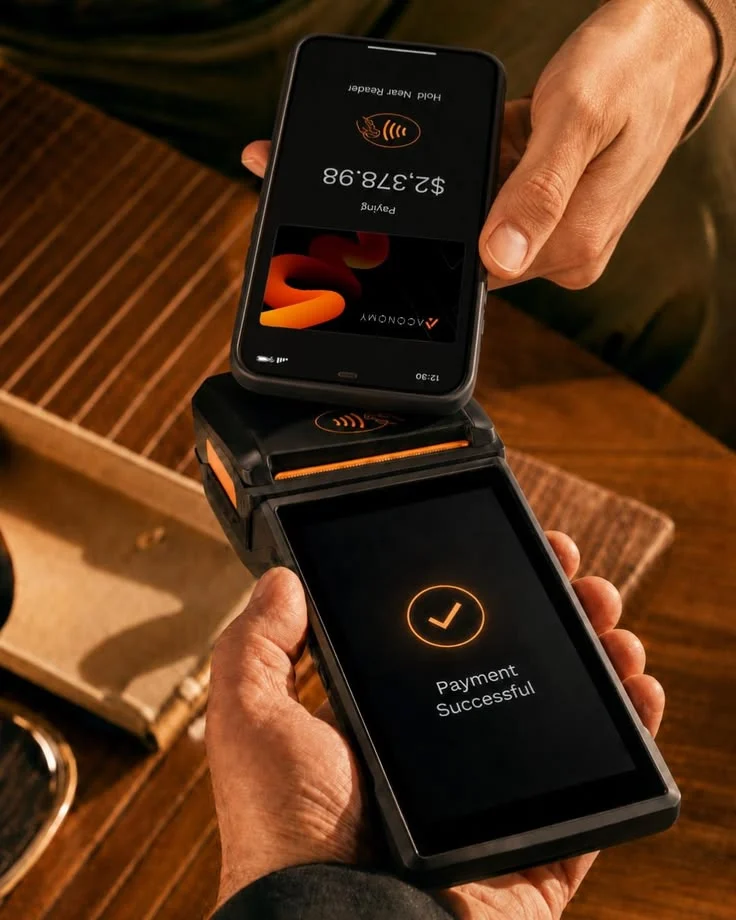 12:30
ACONOMY
Paying
$2,378.98
Hold Near Reader
Payment
Successful